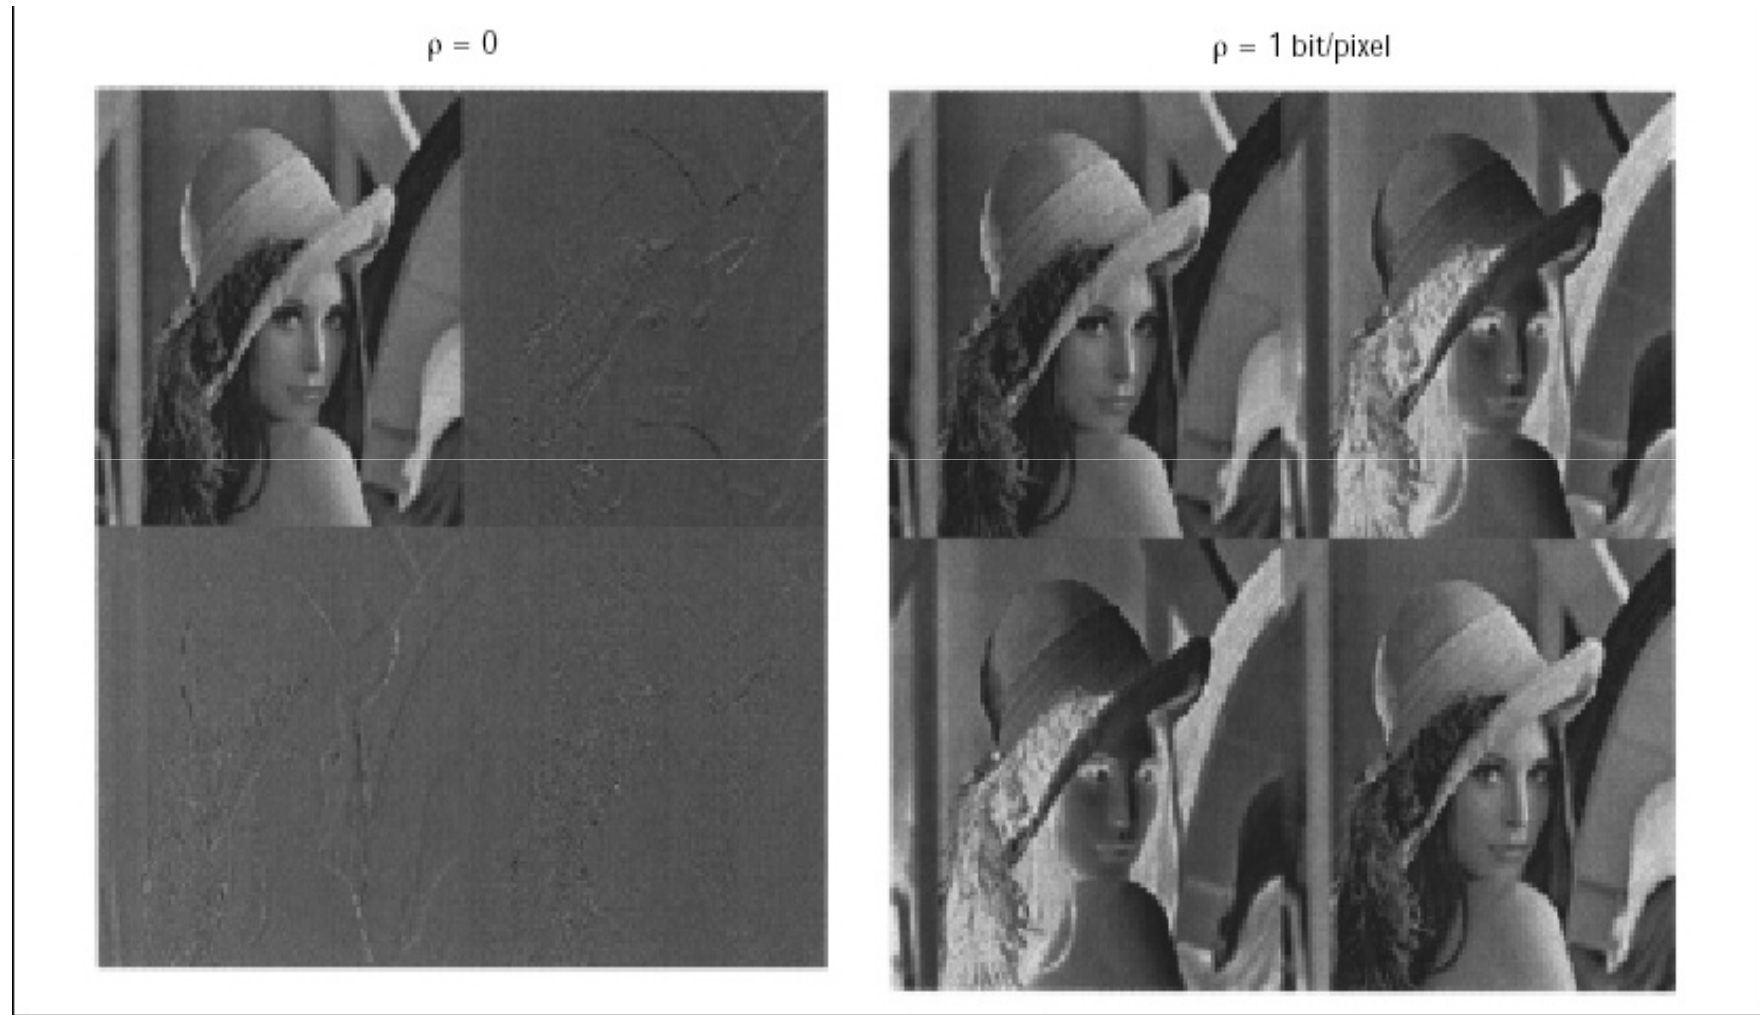 ρ = 0
ρ = 1 bit/pixel